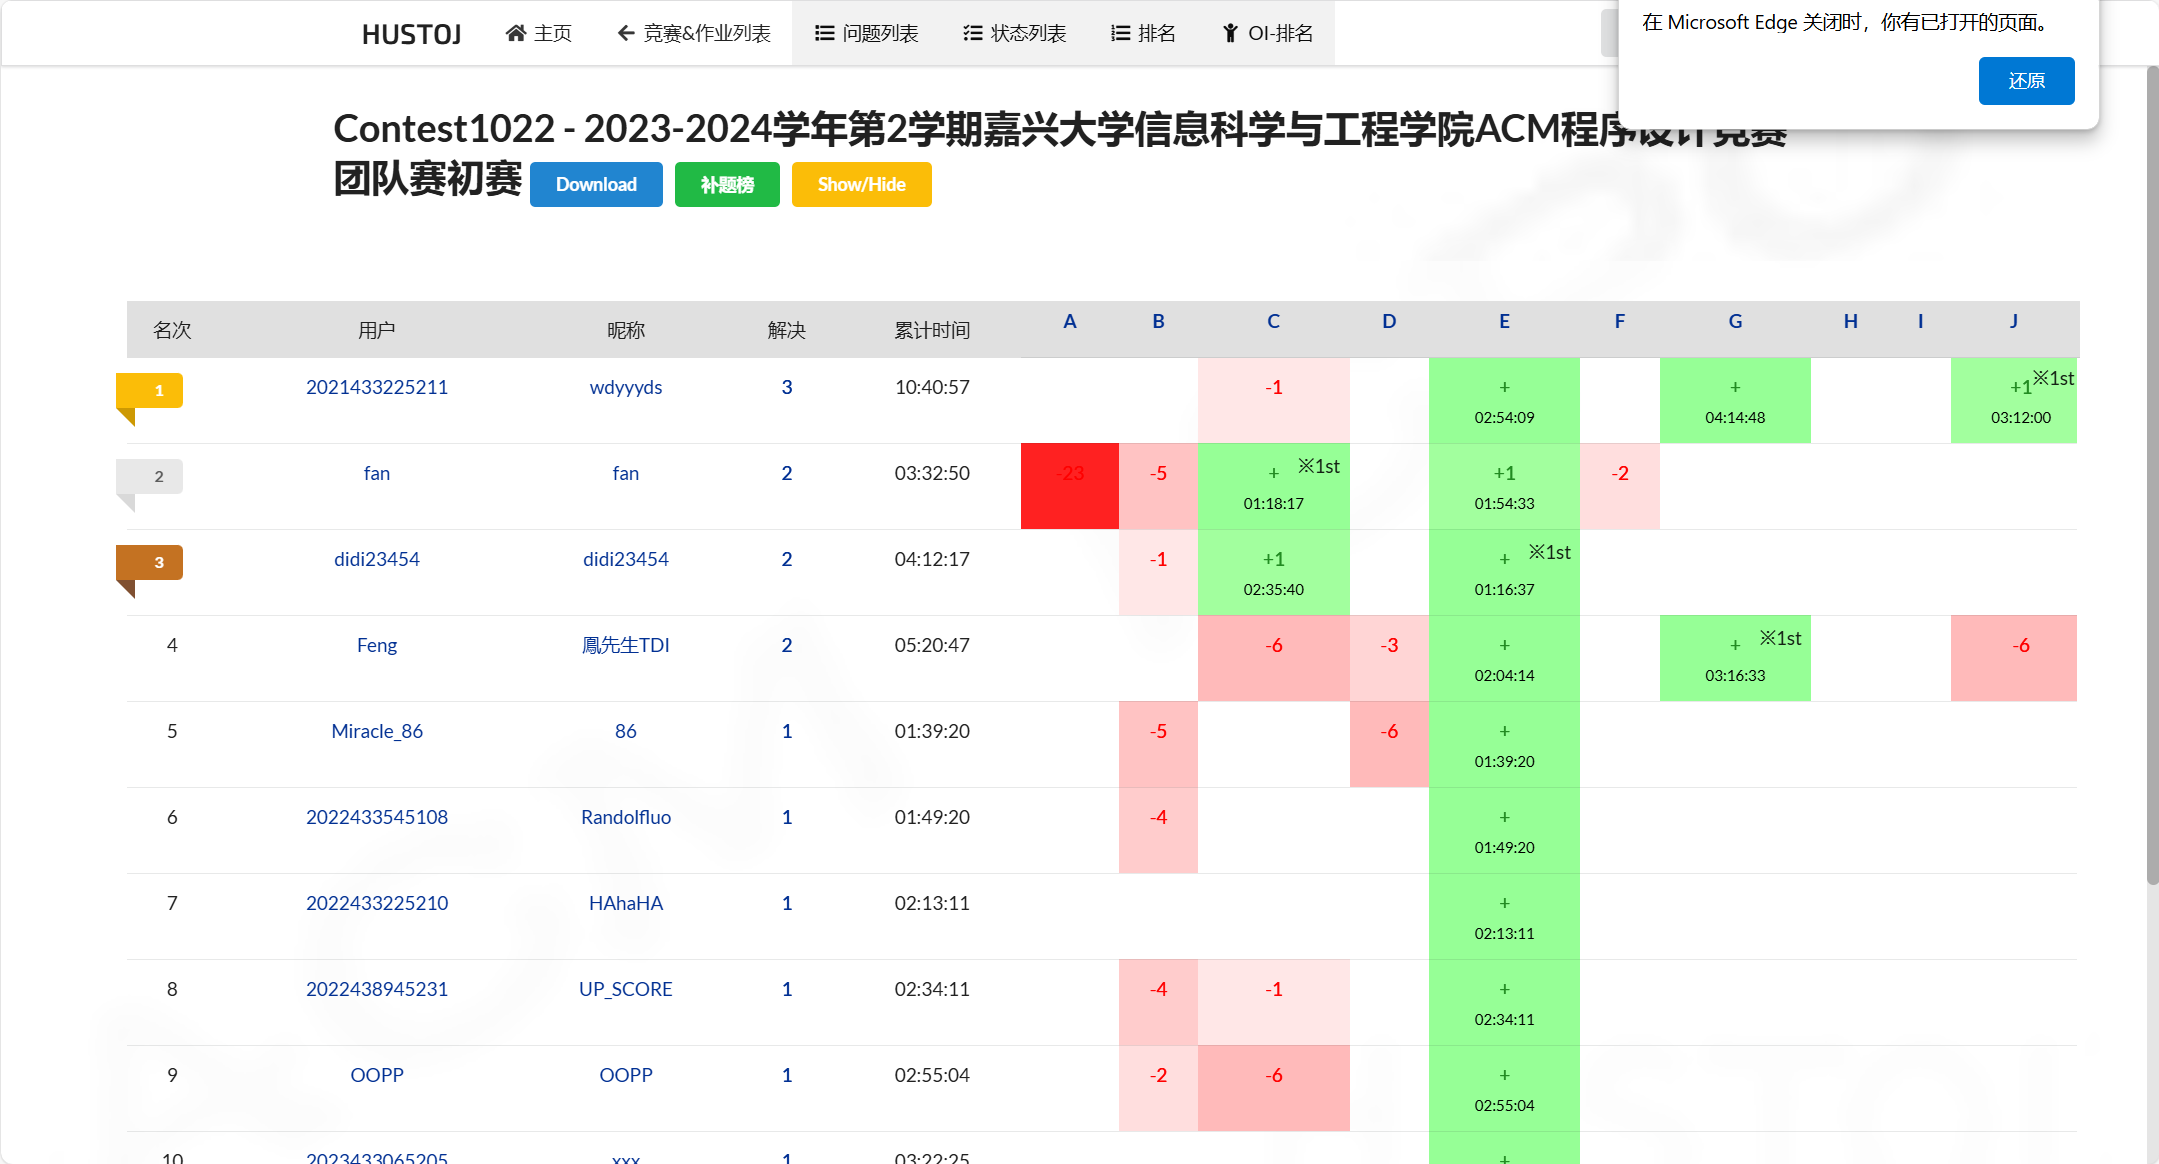 HUSTOJ 主页 竞赛&作业列表 问题列表 状态列表 排名 OI-排名
在 Microsoft Edge 关闭时，你有已打开的页面。
还原
Contest1022 - 2023-2024学年第2学期嘉兴大学信息科学与工程学院ACM程序设计竞赛
团队赛初赛 Download 补题榜 Show/Hide
名次 用户 昵称 解决 累计时间 A B C D E F G H I J
1 2021433225211 wdyyyds 3 10:40:57 -1 + + +1 ※1st
02:54:09 04:14:48 03:12:00
2 fan fan 2 03:32:50 -23 -5 + ※1st +1 -2
01:18:17 01:54:33
3 didi23454 didi23454 2 04:12:17 -1 +1 + ※1st
02:35:40 01:16:37
4 Feng 鳳先生TDI 2 05:20:47 -6 -3 + + ※1st -6
02:04:14 03:16:33
5 Miracle_86 86 1 01:39:20 -5 -6 +
01:39:20
6 2022433545108 Randolfluo 1 01:49:20 -4 +
01:49:20
7 2022433225210 HAhaHA 1 02:13:11 +
02:13:11
8 2022438945231 UP_SCORE 1 02:34:11 -4 -1 +
02:34:11
9 OOPP OOPP 1 02:55:04 -2 -6 +
02:55:04
10 2023433065205 xxx 1 03:22:25 +